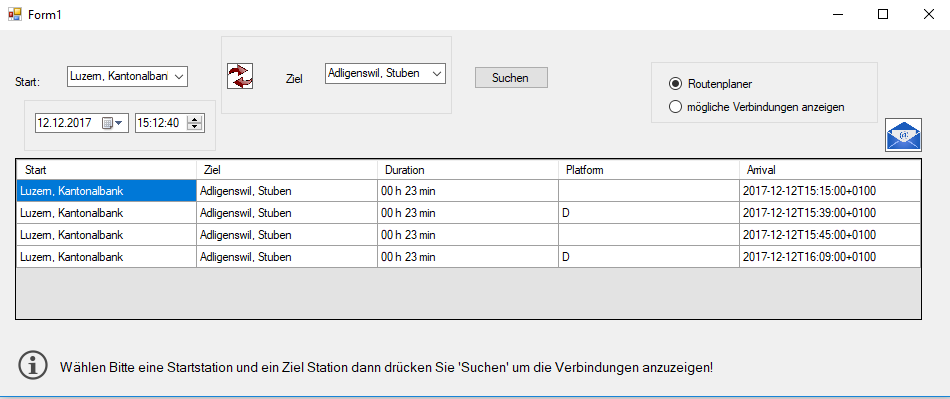 Form1
Start:
Luzern, Kantonalban
Ziel
Adligenswil, Stuben
Suchen
Routenplaner
mögliche Verbindungen anzeigen
12.12.2017
15:12:40
@
Start Ziel Duration Platform Arrival
Luzern, Kantonalbank Adligenswil, Stuben 00 h 23 min 2017-12-12T15:15:00+0100
Luzern, Kantonalbank Adligenswil, Stuben 00 h 23 min D 2017-12-12T15:39:00+0100
Luzern, Kantonalbank Adligenswil, Stuben 00 h 23 min 2017-12-12T15:45:00+0100
Luzern, Kantonalbank Adligenswil, Stuben 00 h 23 min D 2017-12-12T16:09:00+0100
Wählen Bitte eine Startstation und ein Ziel Station dann drücken Sie 'Suchen' um die Verbindungen anzuzeigen!